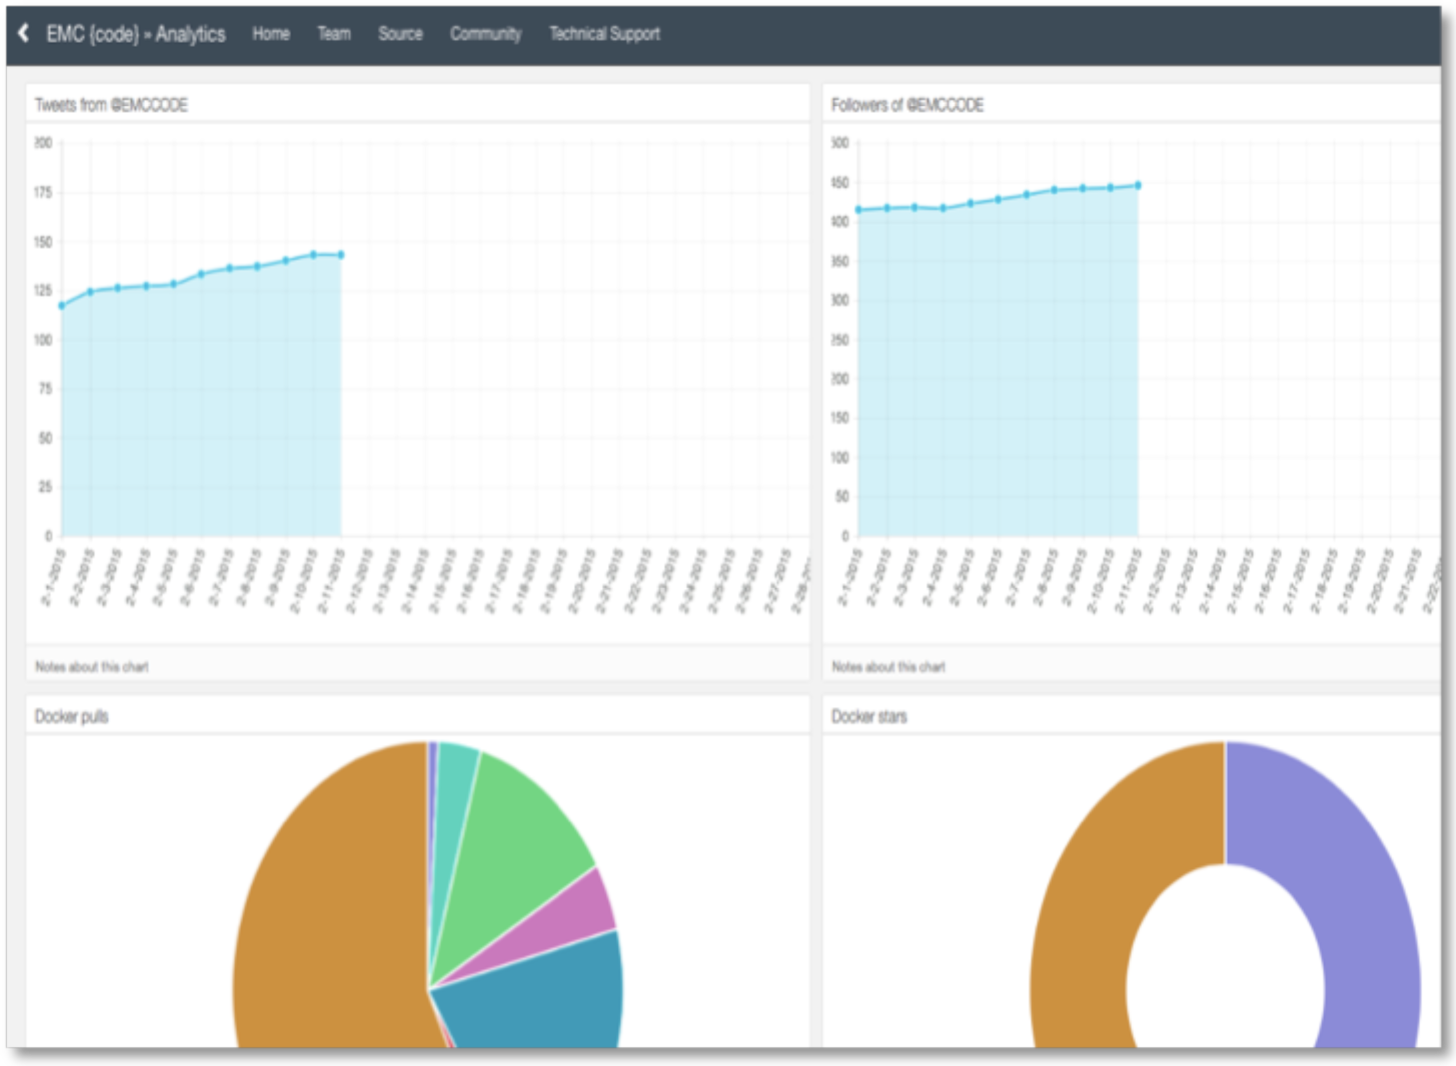 EMC {code} » Analytics Home Team Source Community Technical Support
Tweets from @EMCCODE
200
175
150
125
100
75
50
25
0
2-1-2015 2-2-2015 2-3-2015 2-4-2015 2-5-2015 2-6-2015 2-7-2015 2-8-2015 2-9-2015 2-10-2015 2-11-2015 2-12-2015 2-13-2015 2-14-2015 2-15-2015 2-16-2015 2-17-2015 2-18-2015 2-19-2015 2-20-2015 2-21-2015 2-22-2015 2-23-2015 2-24-2015 2-25-2015 2-26-2015 2-27-2015 2-28-
Notes about this chart
Followers of @EMCCODE
500
450
400
350
300
250
200
150
100
50
0
2-1-2015 2-2-2015 2-3-2015 2-4-2015 2-5-2015 2-6-2015 2-7-2015 2-8-2015 2-9-2015 2-10-2015 2-11-2015 2-12-2015 2-13-2015 2-14-2015 2-15-2015 2-16-2015 2-17-2015 2-18-2015 2-19-2015 2-20-2015 2-21-2015 2-22-
Notes about this chart
Docker pulls
Docker stars